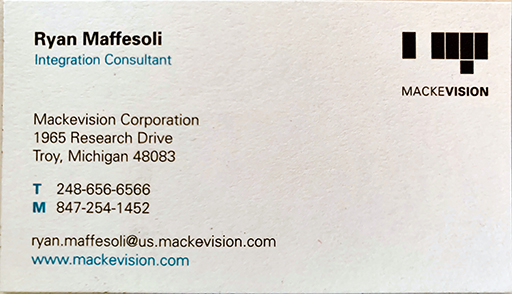 Ryan Maffesoli
Integration Consultant
MACKEVISION
Mackevision Corporation
1965 Research Drive
Troy, Michigan 48083
T 248-656-6566
M 847-254-1452
ryan.maffesoli@us.mackevision.com
www.mackevision.com